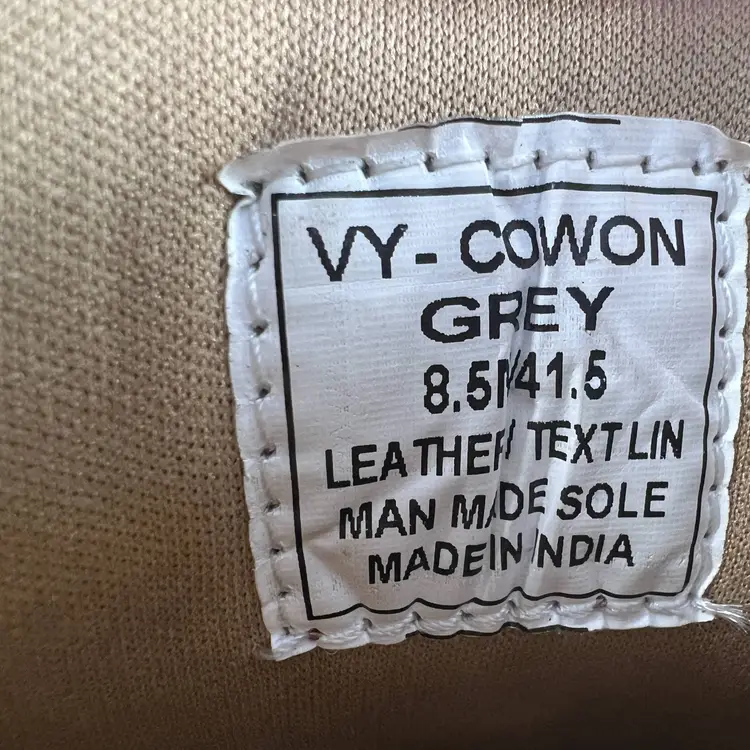 VY- COWON
GREY
8.5M/41.5
LEATHER/ TEXT LIN
MAN MADE SOLE
MADE IN INDIA